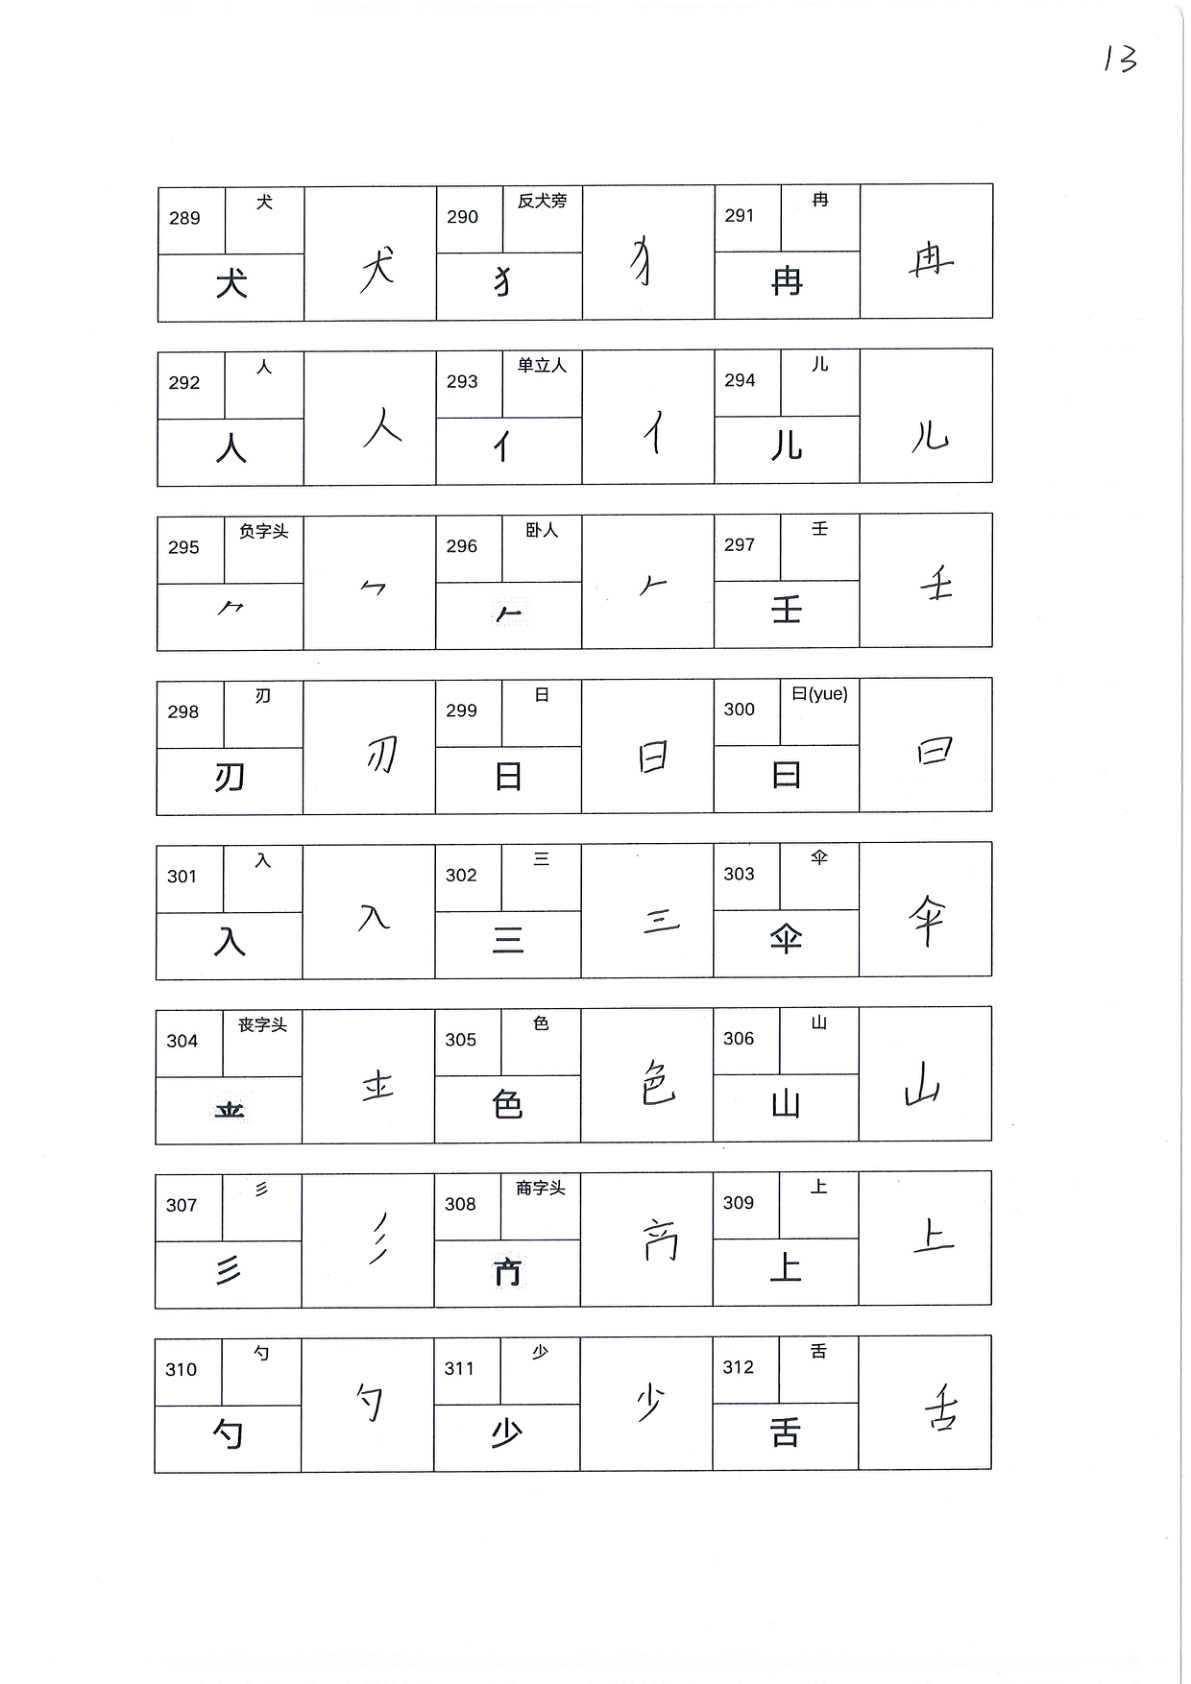 13
289 犬 犬 犬 290 反犬旁 犭 犭 291 冉 冉 冉
292 人 人 人 293 单立人 亻 亻 294 儿 儿 儿
295 负字头 ⺈ ⺈ 296 卧人 𠂉 𠂉 297 壬 壬 壬
298 刃 刃 刃 299 日 日 日 300 曰(yue) 曰 曰
301 入 入 入 302 三 三 三 303 伞 伞 伞
304 丧字头 305 色 色 色 306 山 山 山
307 彡 彡 彡 308 商字头 309 上 上 上
310 勺 勺 勺 311 少 少 少 312 舌 舌 舌